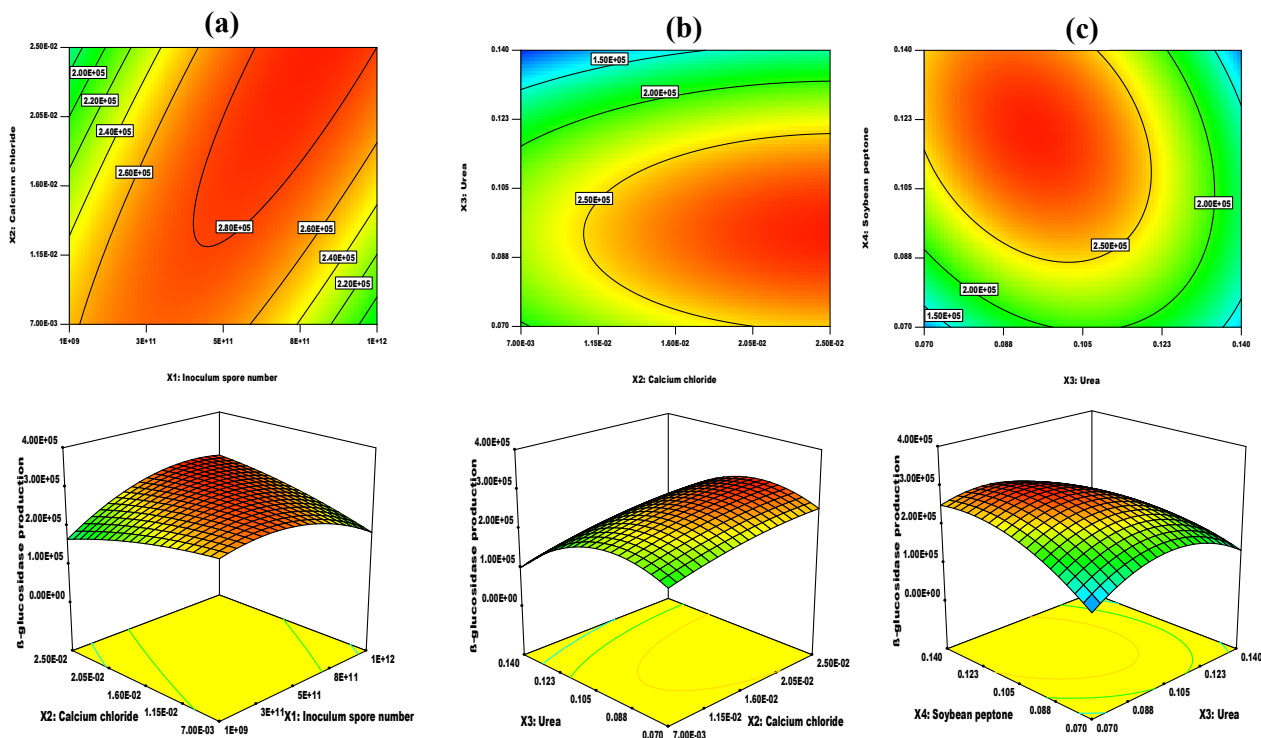 (a)
(b)
(c)
2.50E-02
2.05E-02
1.60E-02
1.15E-02
7.00E-03
X2: Calcium chloride
2.00E+05
2.20E+05
2.40E+05
2.60E+05
2.80E+05
2.60E+05
2.40E+05
2.20E+05
1E+09
3E+11
5E+11
8E+11
1E+12
X1: Inoculum spore number
0.140
0.123
0.105
0.088
0.070
X3: Urea
1.50E+05
2.00E+05
2.50E+05
7.00E-03
1.15E-02
1.60E-02
2.05E-02
2.50E-02
X2: Calcium chloride
0.140
0.123
0.105
0.088
0.070
X4: Soybean peptone
2.00E+05
2.50E+05
2.00E+05
1.50E+05
0.070
0.088
0.105
0.123
0.140
X3: Urea
4.00E+05
3.00E+05
2.00E+05
1.00E+05
0.00E+00
ß-glucosidase production
2.50E-02
2.05E-02
1.60E-02
1.15E-02
7.00E-03
X2: Calcium chloride
1E+09
3E+11
5E+11
8E+11
1E+12
X1: Inoculum spore number
4.00E+05
3.00E+05
2.00E+05
1.00E+05
0.00E+00
ß-glucosidase production
0.140
0.123
0.105
0.088
0.070
X3: Urea
7.00E-03
1.15E-02
1.60E-02
2.05E-02
2.50E-02
X2: Calcium chloride
4.00E+05
3.00E+05
2.00E+05
1.00E+05
0.00E+00
ß-glucosidase production
0.140
0.123
0.105
0.088
0.070
X4: Soybean peptone
0.070
0.088
0.105
0.123
0.140
X3: Urea